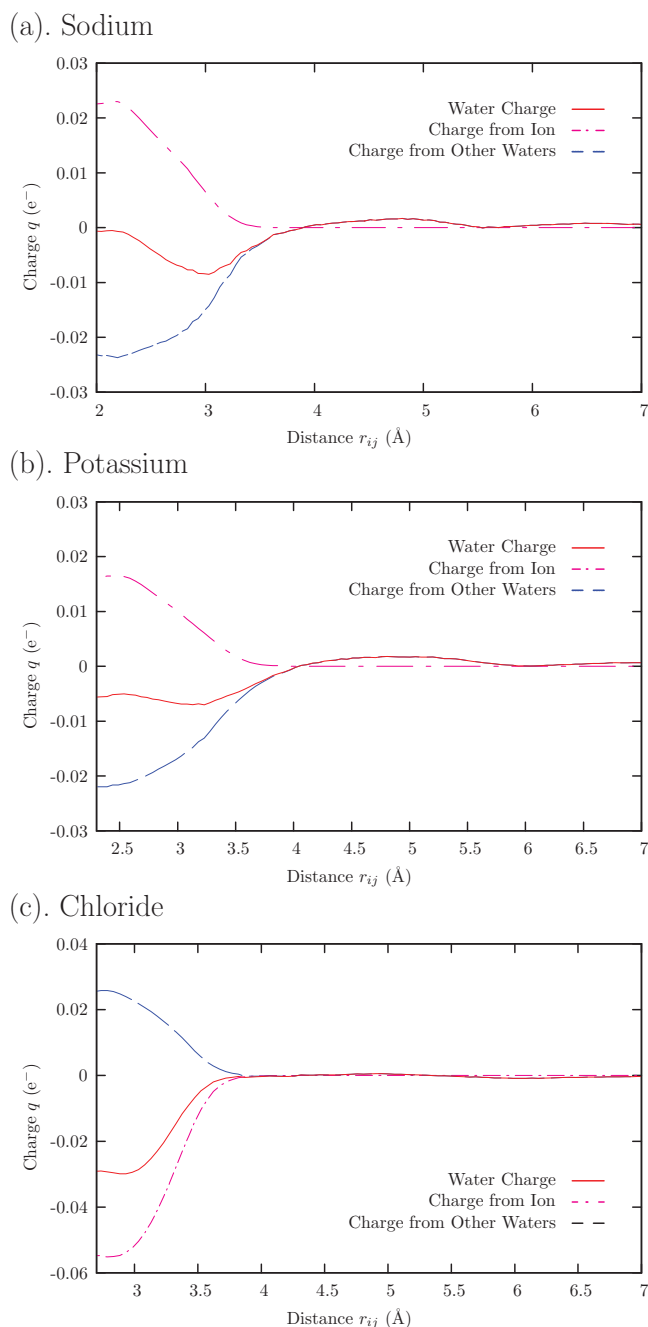 (a). Sodium
0.03
0.02
0.01
0
-0.01
-0.02
-0.03
Charge q (e⁻)
Water Charge
Charge from Ion
Charge from Other Waters
2 3 4 5 6 7
Distance rᵢⱼ (Å)
(b). Potassium
0.03
0.02
0.01
0
-0.01
-0.02
-0.03
Charge q (e⁻)
Water Charge
Charge from Ion
Charge from Other Waters
2.5 3 3.5 4 4.5 5 5.5 6 6.5 7
Distance rᵢⱼ (Å)
(c). Chloride
0.04
0.02
0
-0.02
-0.04
-0.06
Charge q (e⁻)
Water Charge
Charge from Ion
Charge from Other Waters
3 3.5 4 4.5 5 5.5 6 6.5 7
Distance rᵢⱼ (Å)